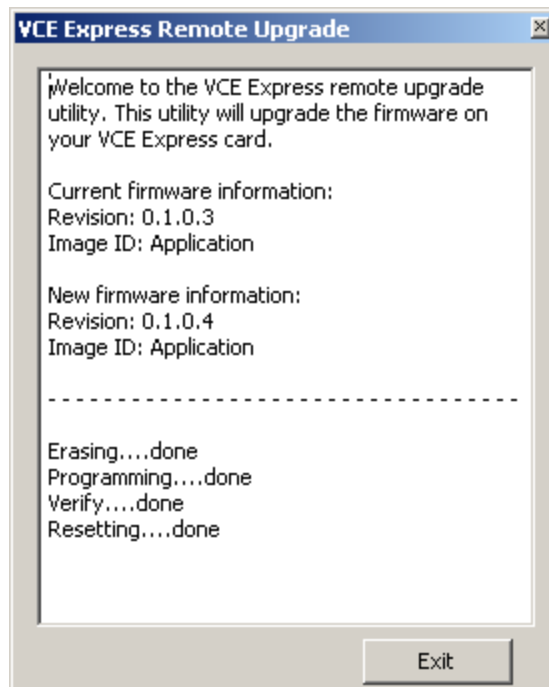 VCE Express Remote Upgrade
Welcome to the VCE Express remote upgrade
utility. This utility will upgrade the firmware on
your VCE Express card.
Current firmware information:
Revision: 0.1.0.3
Image ID: Application
New firmware information:
Revision: 0.1.0.4
Image ID: Application
- - - - - - - - - - - - - - - - - - - - - - - - - - - - - - - - - - -
Erasing....done
Programming....done
Verify....done
Resetting....done
Exit